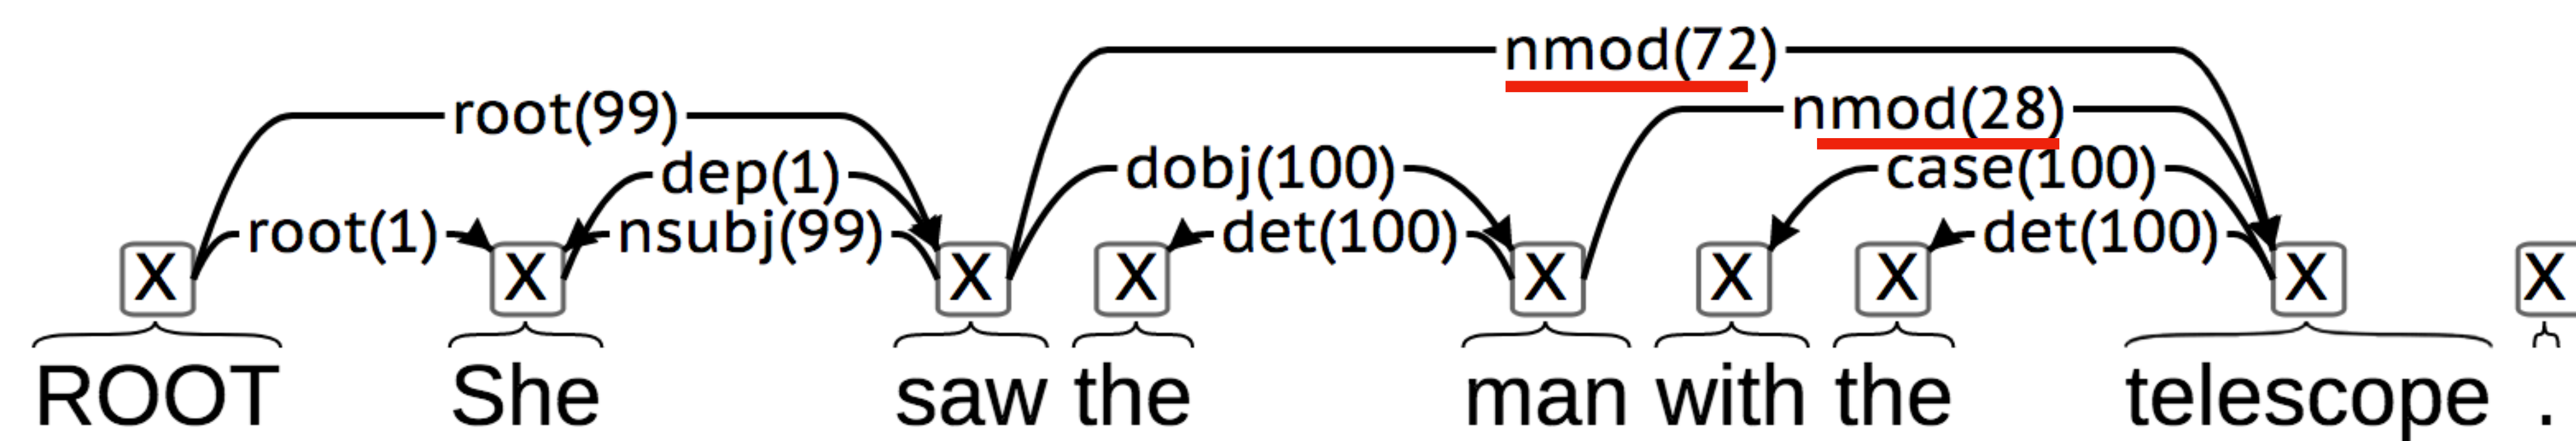 nmod(72)
root(99) nmod(28)
dep(1) dobj(100) case(100)
root(1) nsubj(99) det(100) det(100)
X X X X X X X X X
ROOT She saw the man with the telescope .